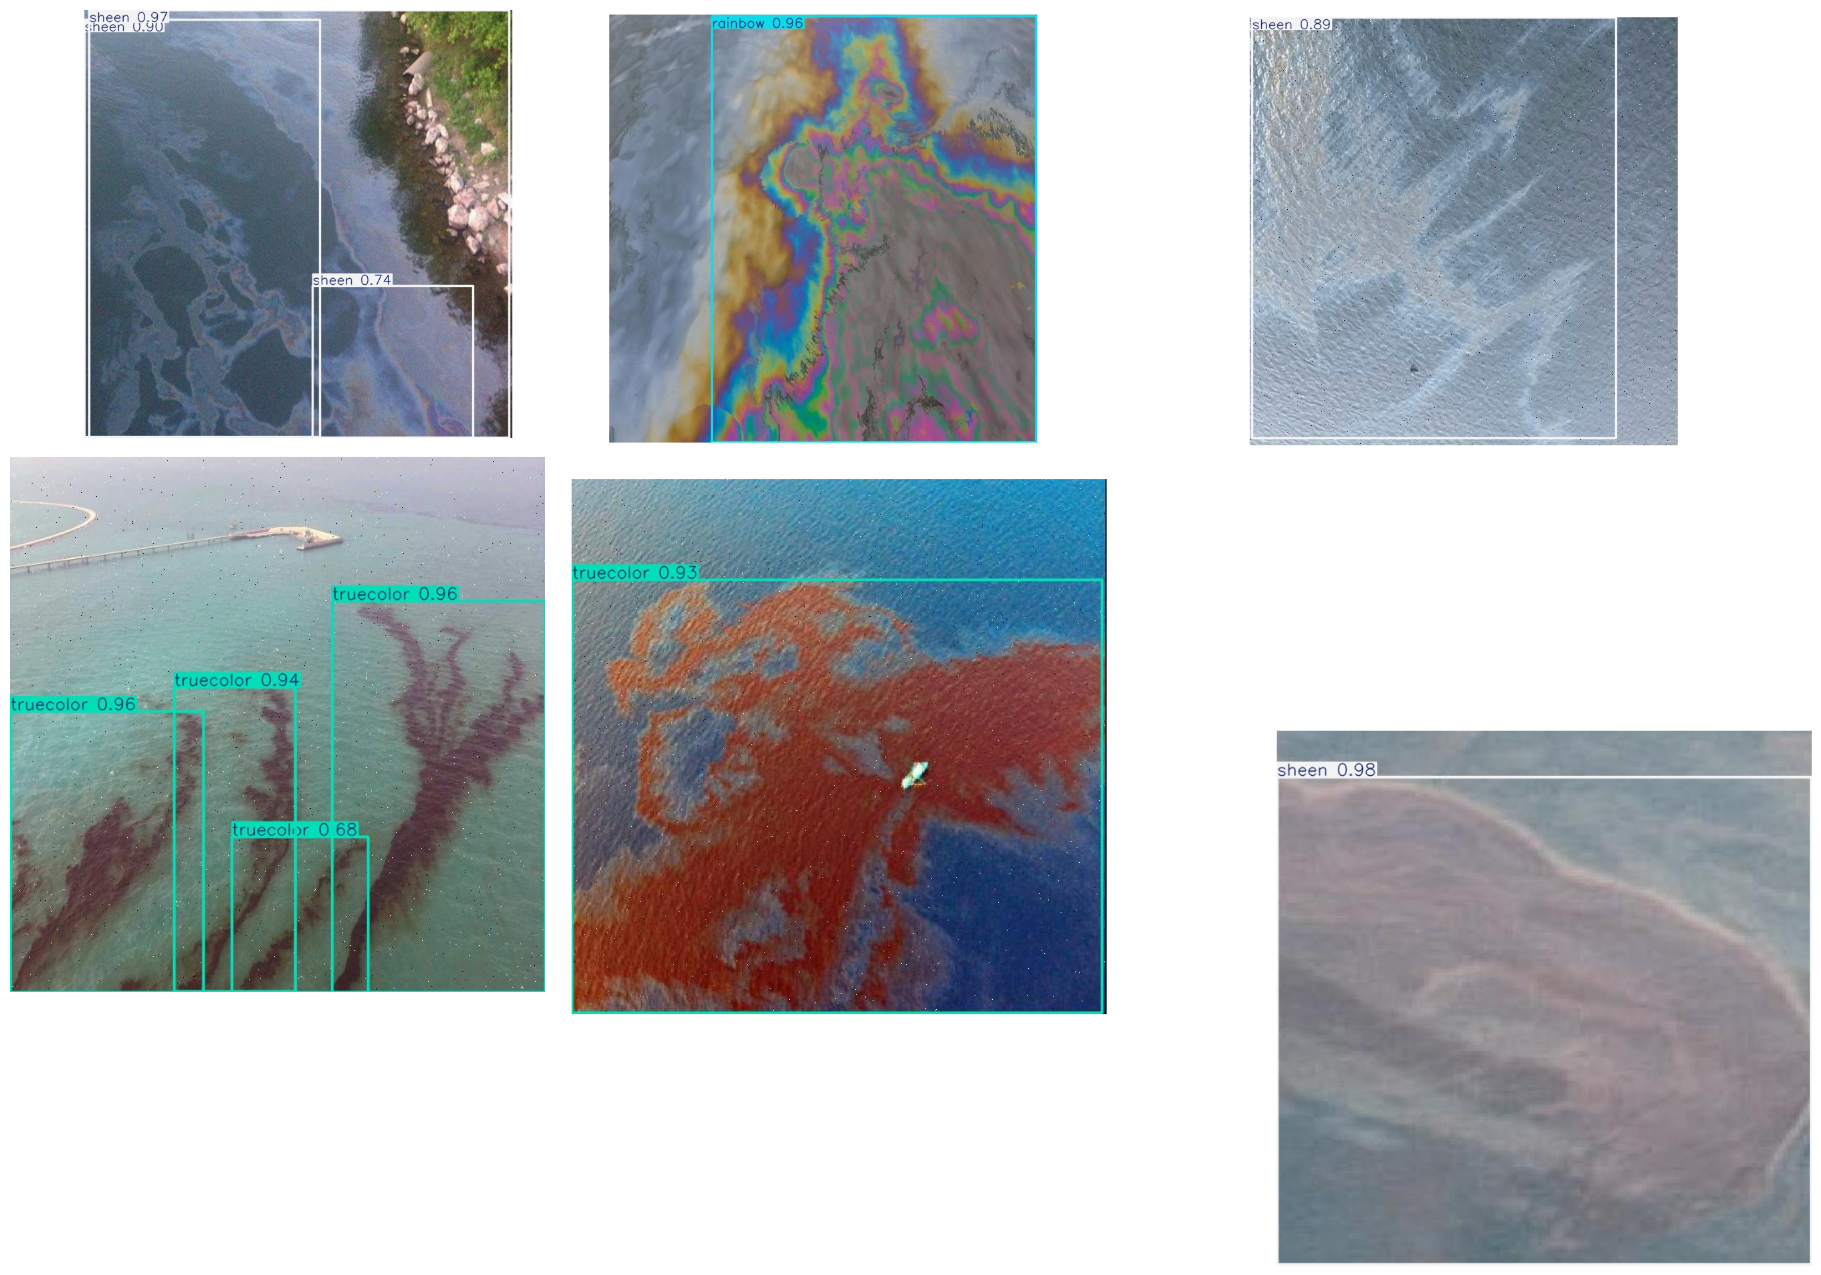 sheen 0.97
sheen 0.90
sheen 0.74
rainbow 0.96
sheen 0.89
truecolor 0.96
truecolor 0.94
truecolor 0.96
truecolor 0.68
truecolor 0.93
sheen 0.98